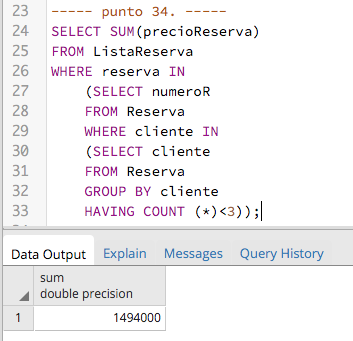 23
24 ----- punto 34. -----
25 SELECT SUM(precioReserva)
26 FROM ListaReserva
27 WHERE reserva IN
28 (SELECT numeroR
29 FROM Reserva
30 WHERE cliente IN
31 (SELECT cliente
32 FROM Reserva
33 GROUP BY cliente
HAVING COUNT (*)<3));
Data Output Explain Messages Query History
sum
double precision
1 1494000